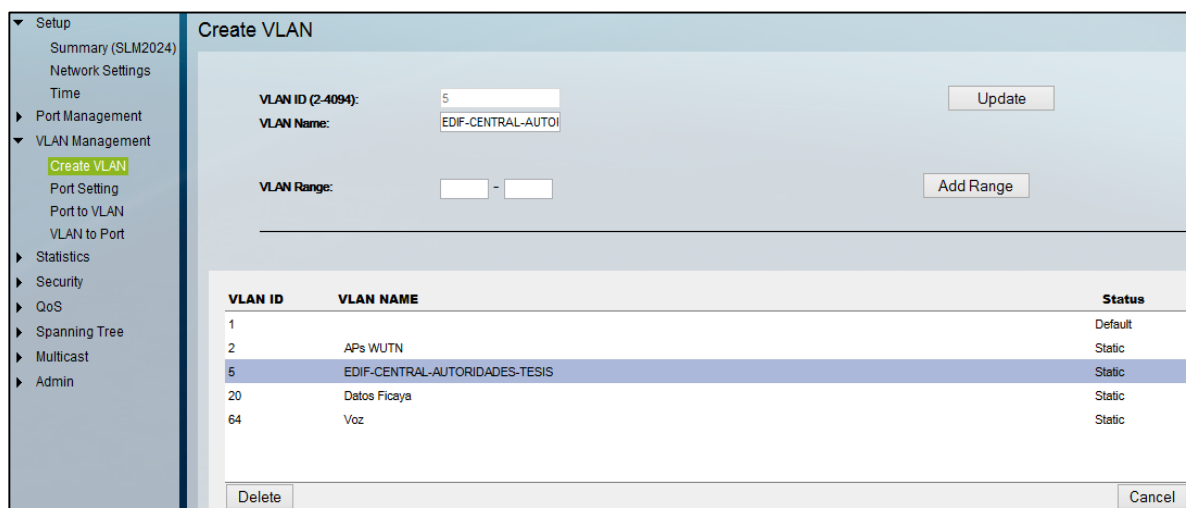 Setup
Summary (SLM2024)
Network Settings
Time
Port Management
VLAN Management
Create VLAN
Port Setting
Port to VLAN
VLAN to Port
Statistics
Security
QoS
Spanning Tree
Multicast
Admin
Create VLAN
VLAN ID (2-4094): 5 Update
VLAN Name: EDIF-CENTRAL-AUTOI
VLAN Range: - Add Range
VLAN ID VLAN NAME Status
1 Default
2 APs WUTN Static
5 EDIF-CENTRAL-AUTORIDADES-TESIS Static
20 Datos Ficaya Static
64 Voz Static
Delete Cancel